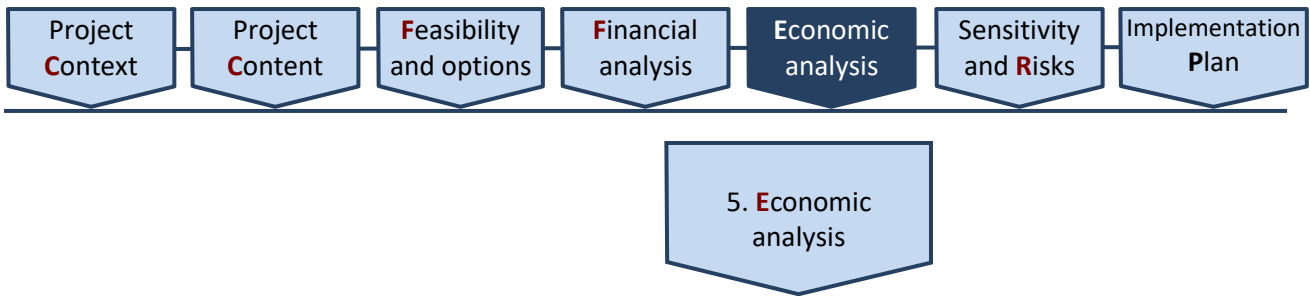 Project
Context
Project
Content
Feasibility
and options
Financial
analysis
Economic
analysis
Sensitivity
and Risks
Implementation
Plan
5. Economic
analysis